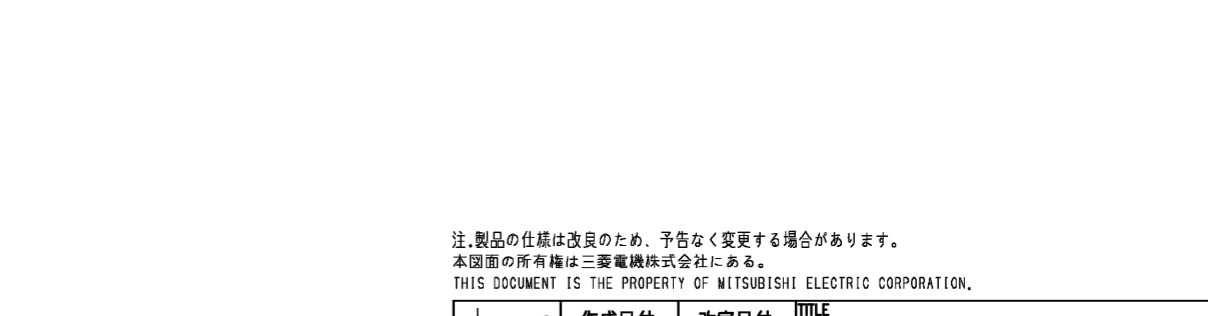 注.製品の仕様は改良のため、予告なく変更する場合があります。
本図面の所有権は三菱電機株式会社にある。
THIS DOCUMENT IS THE PROPERTY OF MITSUBISHI ELECTRIC CORPORATION.
作成日付 改定日付 TITLE